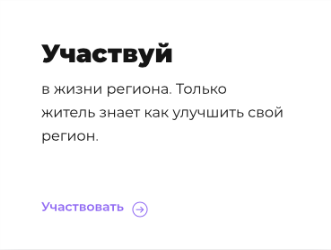 Участвуй
в жизни региона. Только
житель знает как улучшить свой
регион.
Участвовать